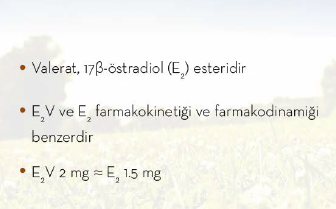 • Valerat, 17β-östradiol (E₂) esteridir
• E₂V ve E₂ farmakokinetiği ve farmakodinamiği
benzerdir
• E₂V 2 mg ≈ E₂ 1.5 mg